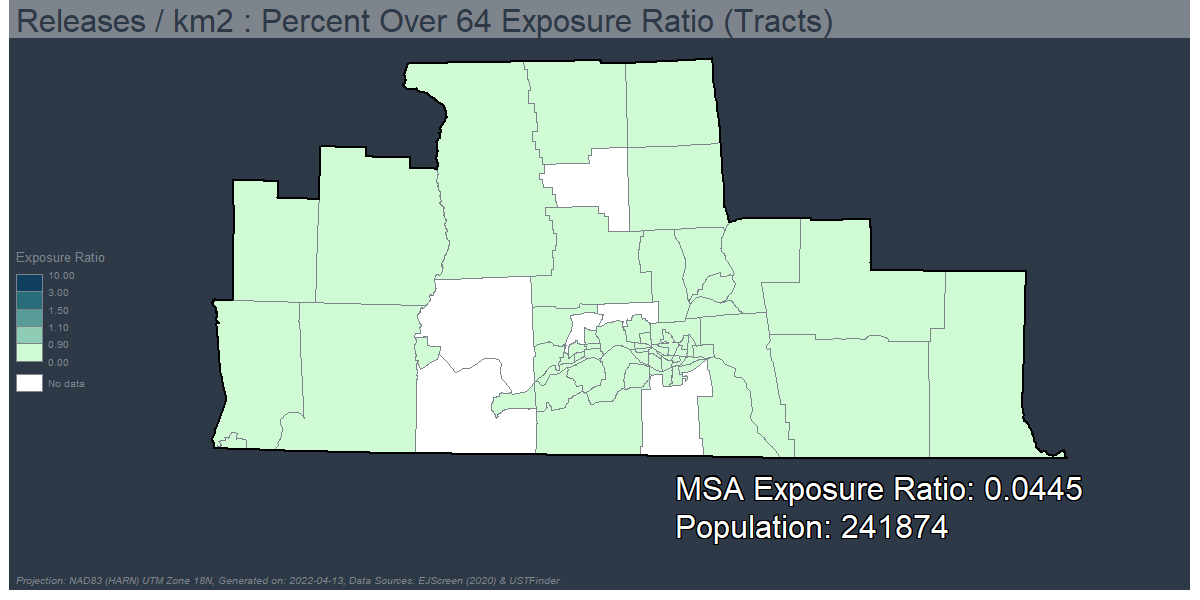 Releases / km2 : Percent Over 64 Exposure Ratio (Tracts)
Exposure Ratio
10.00
3.00
1.50
1.10
0.90
0.00
No data
MSA Exposure Ratio: 0.0445
Population: 241874
Projection: NAD83 (HARN) UTM Zone 18N, Generated on: 2022-04-13, Data Sources: EJScreen (2020) & USTFinder